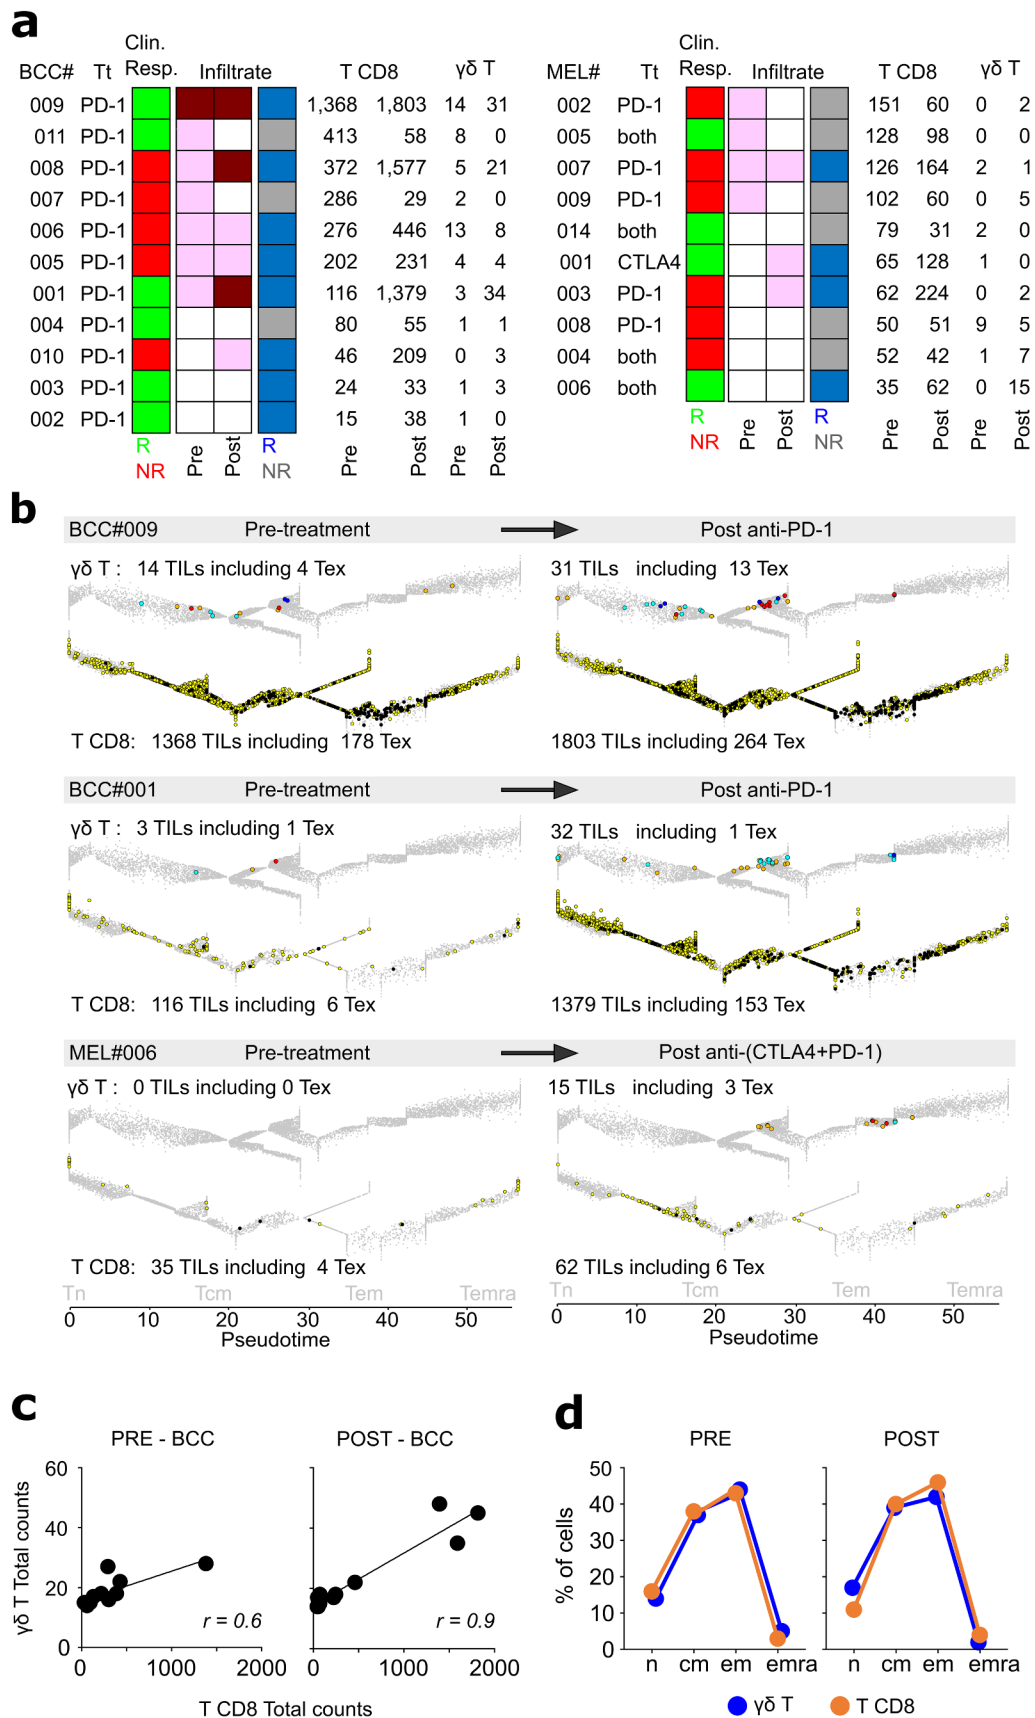 a
Clin.
BCC# Tt Resp. Infiltrate T CD8 γδ T
009 PD-1 1,368 1,803 14 31
011 PD-1 413 58 8 0
008 PD-1 372 1,577 5 21
007 PD-1 286 29 2 0
006 PD-1 276 446 13 8
005 PD-1 202 231 4 4
001 PD-1 116 1,379 3 34
004 PD-1 80 55 1 1
010 PD-1 46 209 0 3
003 PD-1 24 33 1 3
002 PD-1 15 38 1 0
R Pre Post R Pre Post Pre Post
NR NR
Clin.
MEL# Tt Resp. Infiltrate T CD8 γδ T
002 PD-1 151 60 0 2
005 both 128 98 0 0
007 PD-1 126 164 2 1
009 PD-1 102 60 0 5
014 both 79 31 2 0
001 CTLA4 65 128 1 0
003 PD-1 62 224 0 2
008 PD-1 50 51 9 5
004 both 52 42 1 7
006 both 35 62 0 15
R Pre Post R Pre Post Pre Post
NR NR
b
BCC#009 Pre-treatment Post anti-PD-1
γδ T : 14 TILs including 4 Tex 31 TILs including 13 Tex
T CD8: 1368 TILs including 178 Tex 1803 TILs including 264 Tex
BCC#001 Pre-treatment Post anti-PD-1
γδ T : 3 TILs including 1 Tex 32 TILs including 1 Tex
T CD8: 116 TILs including 6 Tex 1379 TILs including 153 Tex
MEL#006 Pre-treatment Post anti-(CTLA4+PD-1)
γδ T : 0 TILs including 0 Tex 15 TILs including 3 Tex
T CD8: 35 TILs including 4 Tex 62 TILs including 6 Tex
Tn Tcm Tem Temra Tn Tcm Tem Temra
0 10 20 30 40 50 0 10 20 30 40 50
Pseudotime Pseudotime
c
PRE - BCC POST - BCC
γδ T Total counts
60
40
20
0
r = 0.6 r = 0.9
0 1000 2000 0 1000 2000
T CD8 Total counts
d
PRE POST
% of cells
50
40
30
20
10
0
n cm em emra n cm em emra
γδ T T CD8